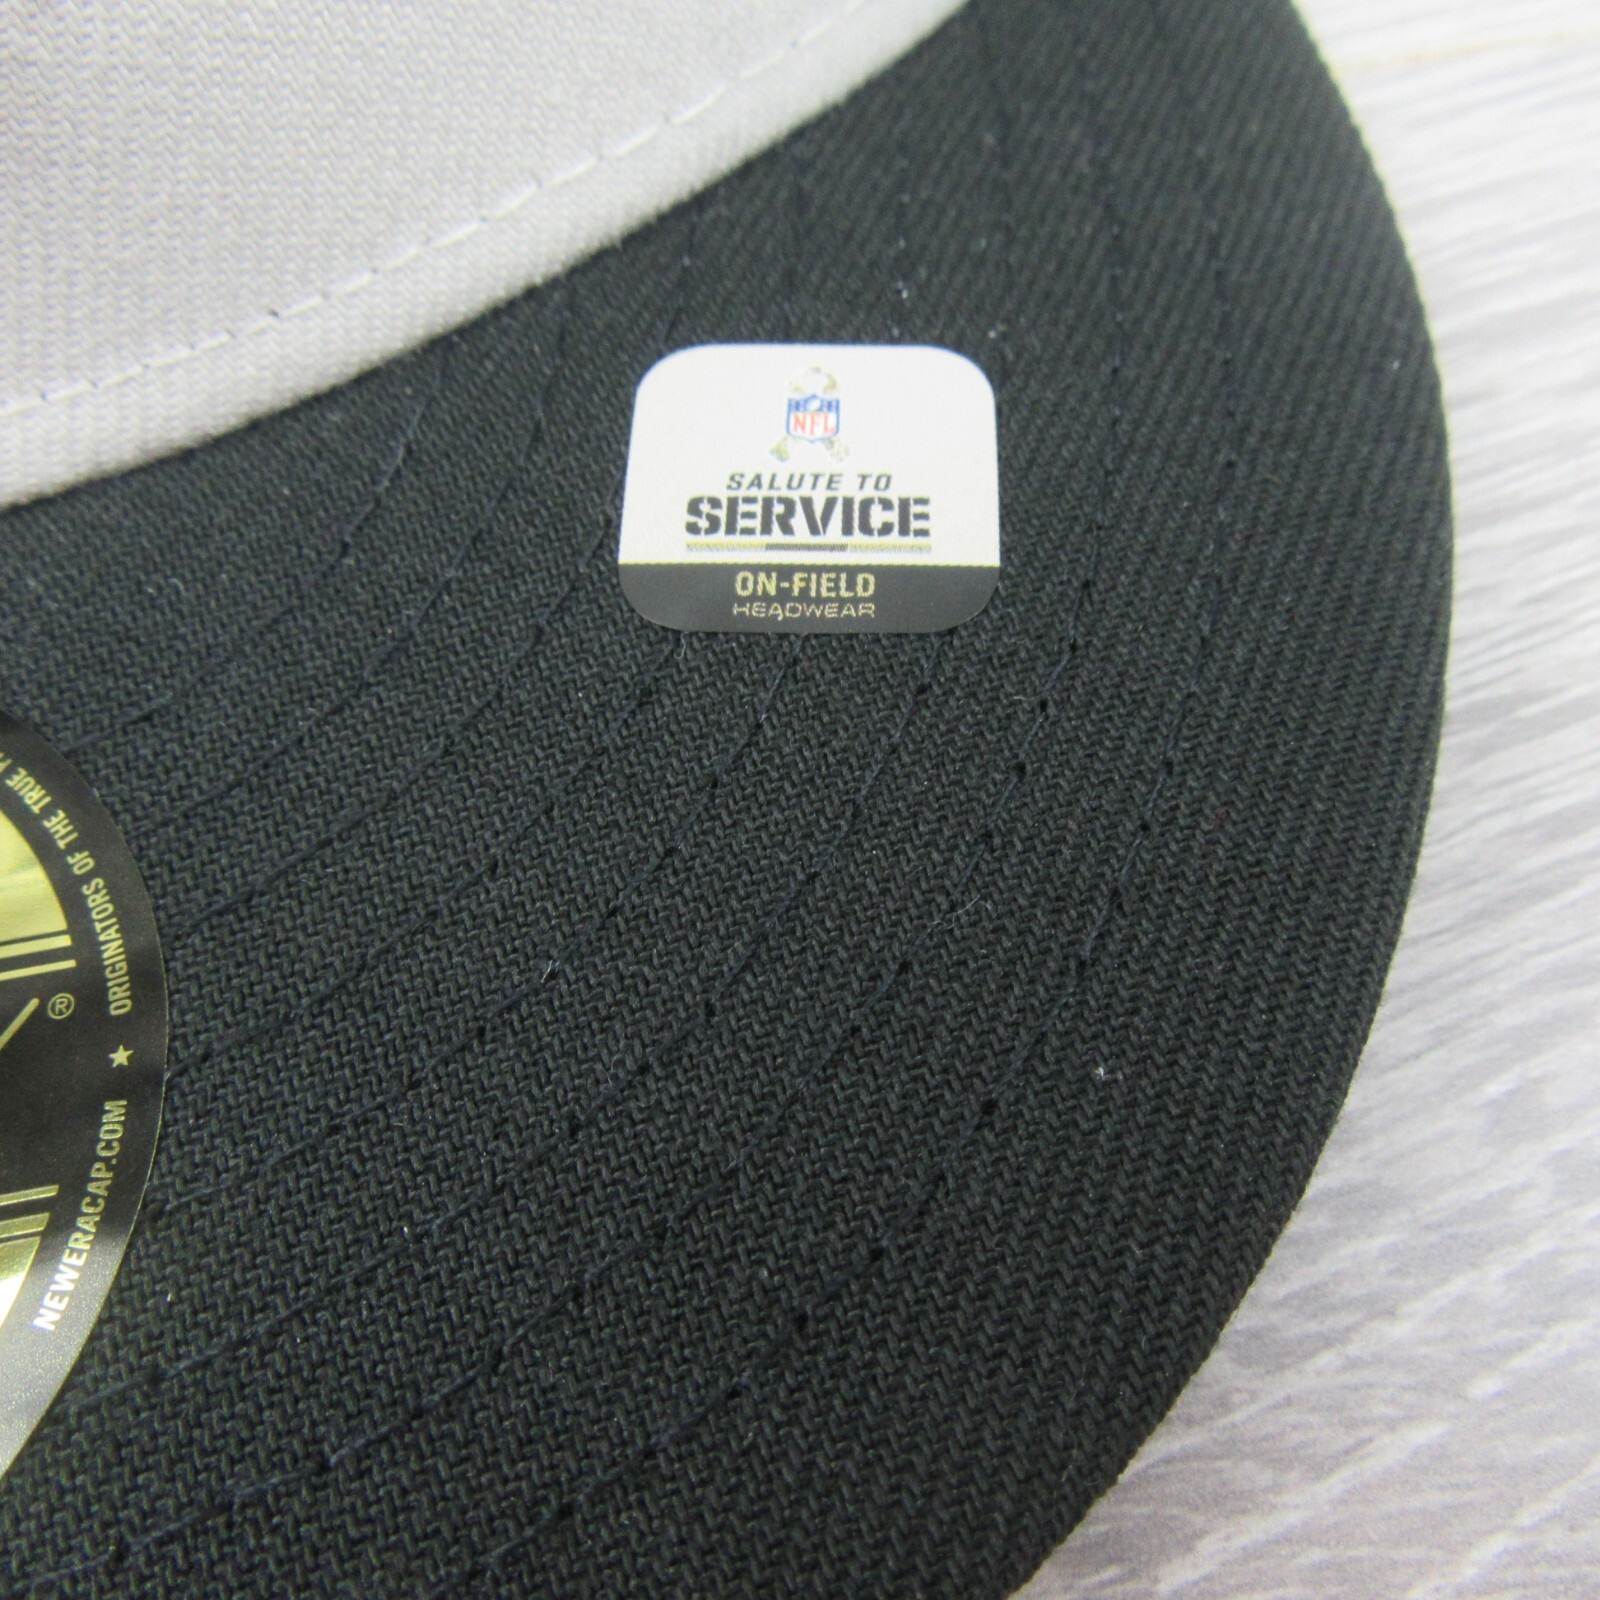 NFL
SALUTE TO
SERVICE
ON-FIELD
HEADWEAR
ORIGINATORS OF THE TRUE
®
★
NEWERACAP.COM